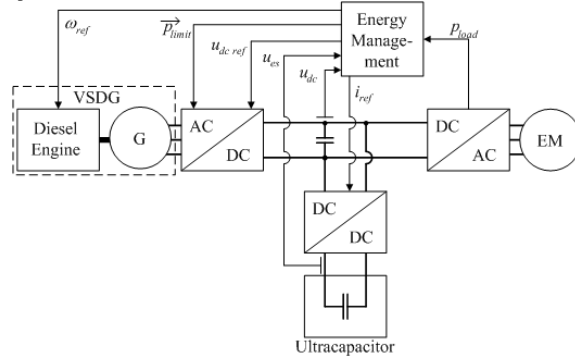 ω_ref
p_limit
u_dc ref
u_es
u_dc
Energy
Manage-
ment
p_load
i_ref
VSDG
Diesel
Engine
G
AC
DC
DC
AC
EM
DC
DC
Ultracapacitor